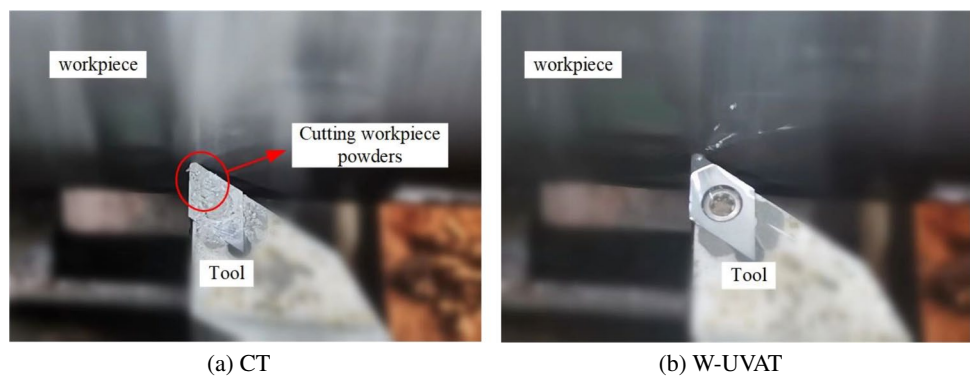 workpiece
Cutting workpiece
powders
Tool
(a) CT
workpiece
Tool
(b) W-UVAT